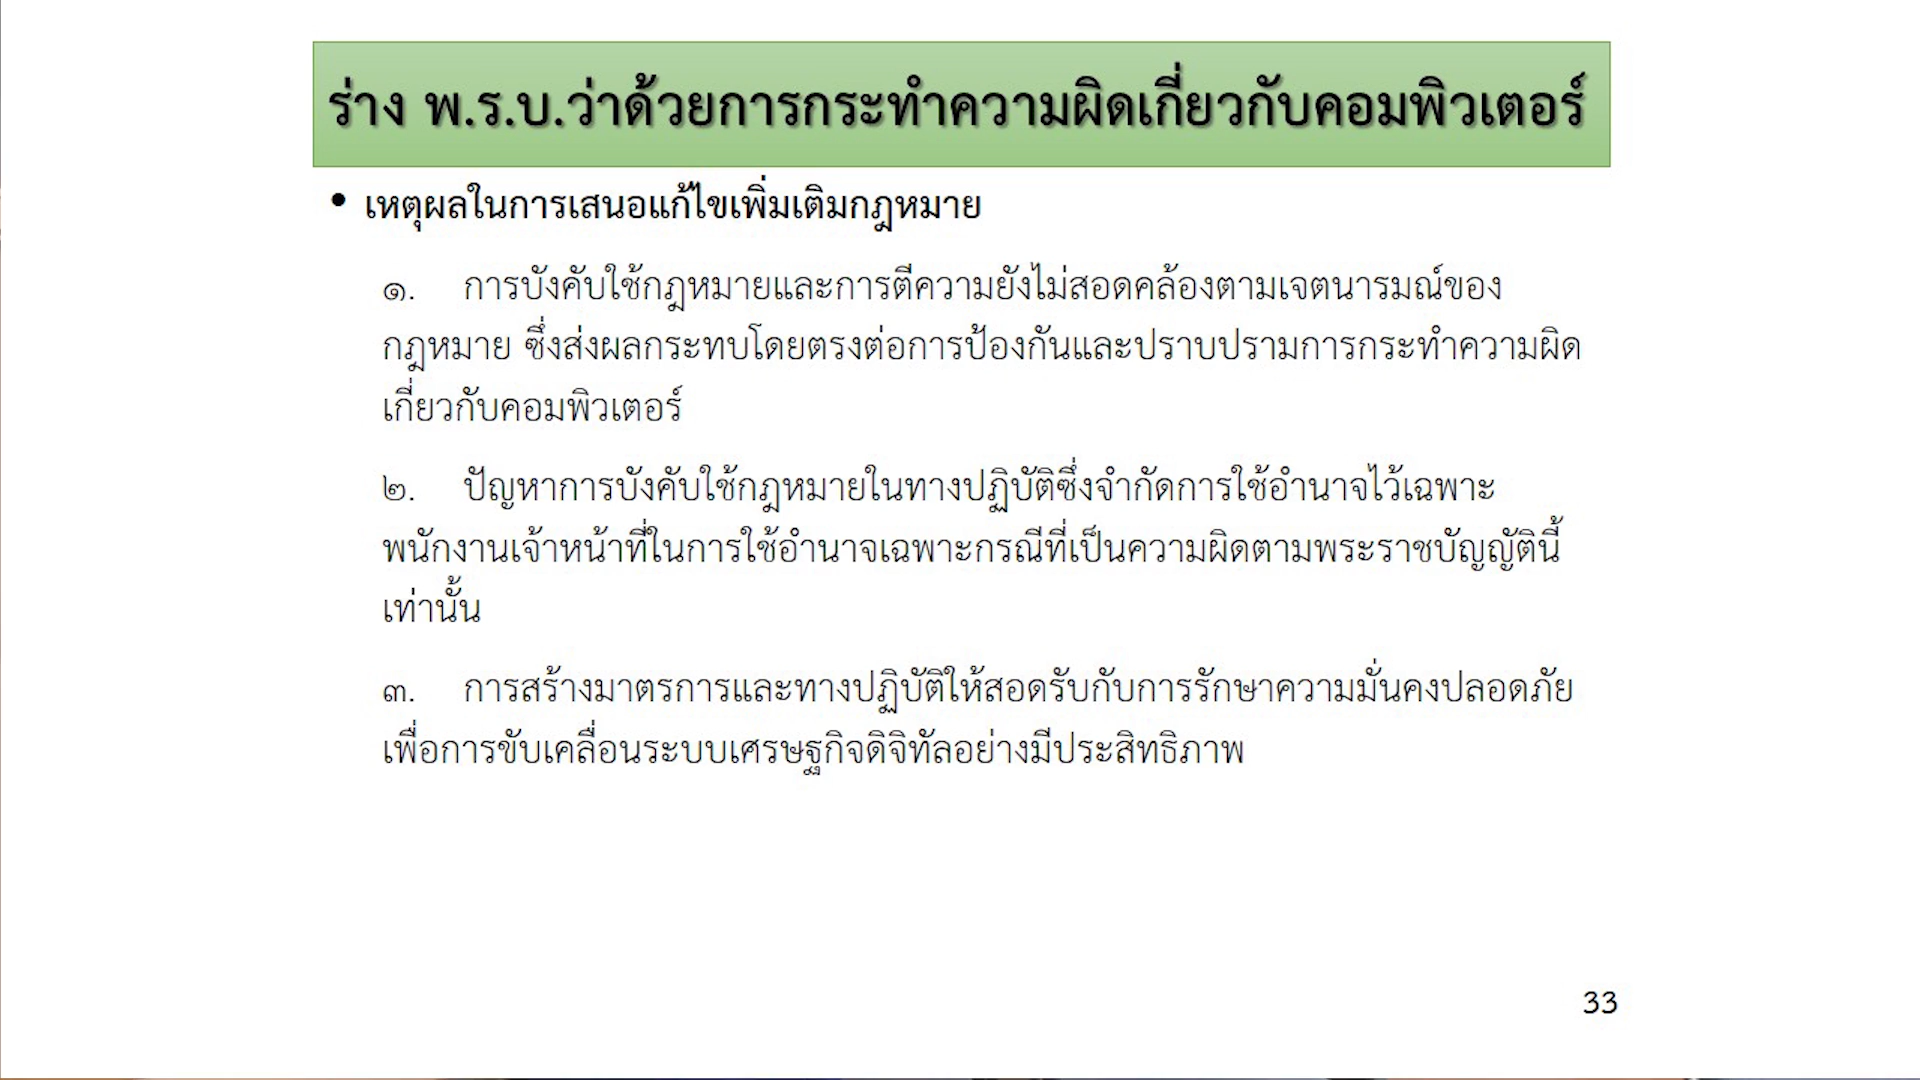 ร่าง พ.ร.บ.ว่าด้วยการกระทำความผิดเกี่ยวกับคอมพิวเตอร์
• เหตุผลในการเสนอแก้ไขเพิ่มเติมกฎหมาย
๑. การบังคับใช้กฎหมายและการตีความยังไม่สอดคล้องตามเจตนารมณ์ของ
กฎหมาย ซึ่งส่งผลกระทบโดยตรงต่อการป้องกันและปราบปรามการกระทำความผิด
เกี่ยวกับคอมพิวเตอร์
๒. ปัญหาการบังคับใช้กฎหมายในทางปฏิบัติซึ่งจำกัดการใช้อำนาจไว้เฉพาะ
พนักงานเจ้าหน้าที่ในการใช้อำนาจเฉพาะกรณีที่เป็นความผิดตามพระราชบัญญัตินี้
เท่านั้น
๓. การสร้างมาตรการและทางปฏิบัติให้สอดรับกับการรักษาความมั่นคงปลอดภัย
เพื่อการขับเคลื่อนระบบเศรษฐกิจดิจิทัลอย่างมีประสิทธิภาพ
33